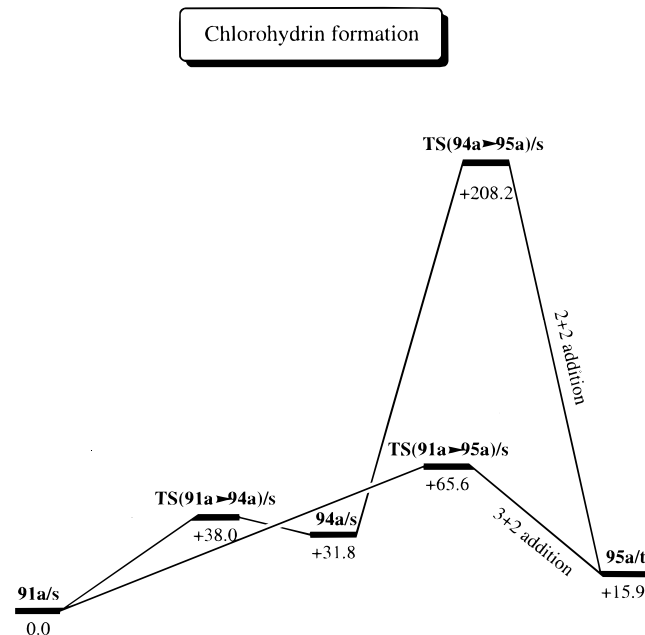 Chlorohydrin formation
TS(94a➤95a)/s
+208.2
2+2 addition
TS(91a➤95a)/s
+65.6
TS(91a➤94a)/s
+38.0
94a/s
+31.8
3+2 addition
95a/t
+15.9
91a/s
0.0